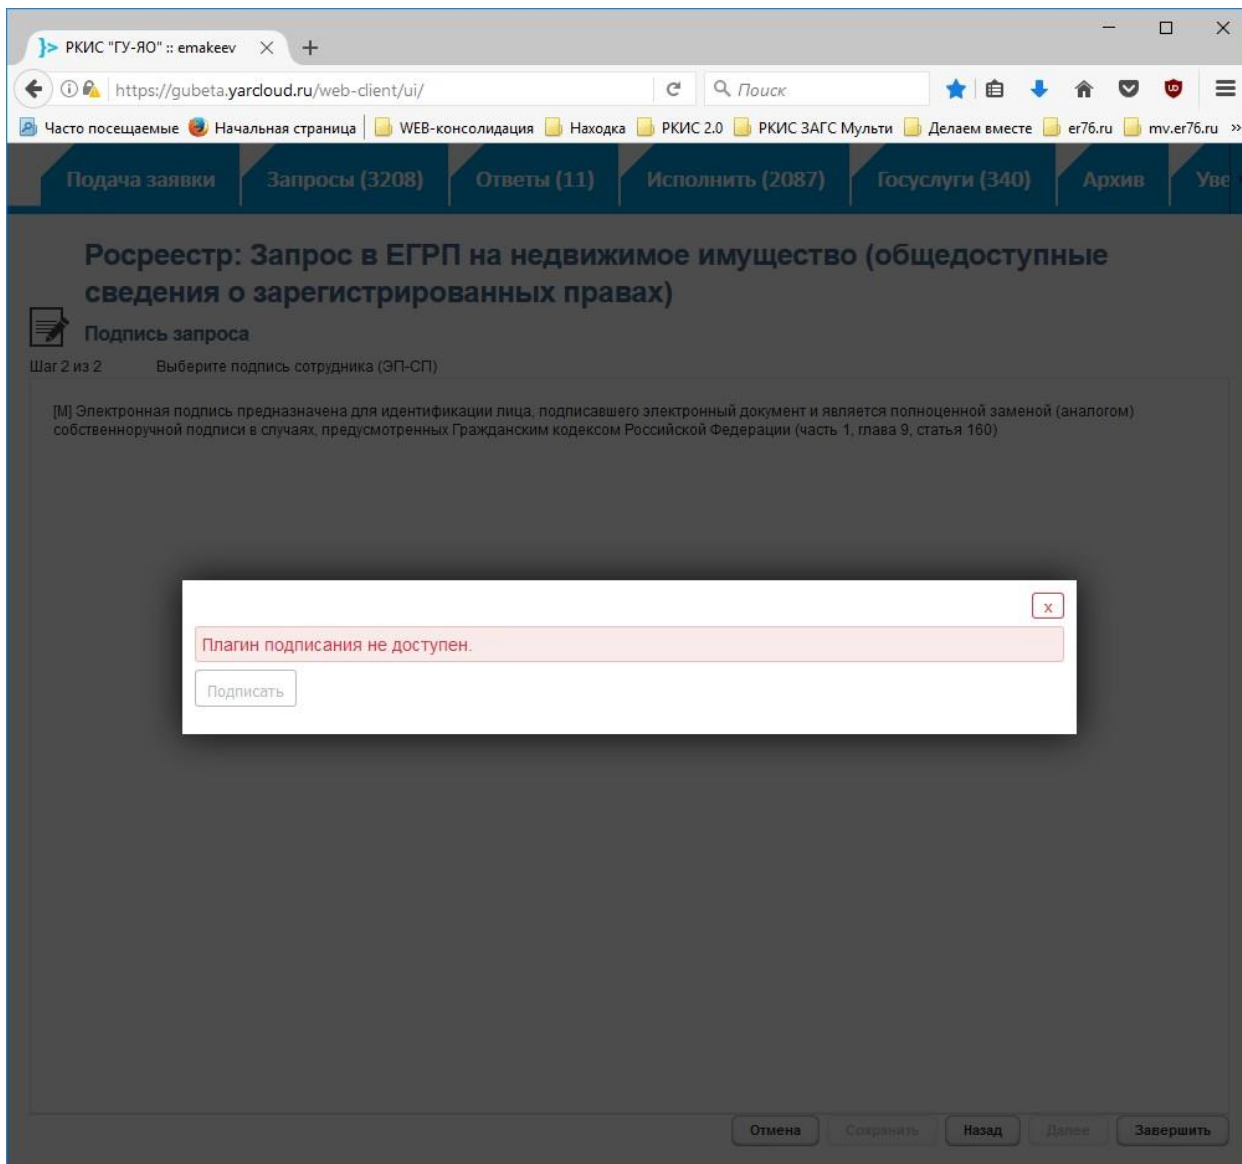 РКИС "ГУ-ЯО" :: emakeev
https://gubeta.yarcloud.ru/web-client/ui/
Поиск
Часто посещаемые Начальная страница WEB-консолидация Находка РКИС 2.0 РКИС ЗАГС Мульти Делаем вместе er76.ru mv.er76.ru »
Подача заявки Запросы (3208) Ответы (11) Исполнить (2087) Госуслуги (340) Архив Уве
Росреестр: Запрос в ЕГРП на недвижимое имущество (общедоступные
сведения о зарегистрированных правах)
Подпись запроса
Шаг 2 из 2 Выберите подпись сотрудника (ЭП-СП)
[М] Электронная подпись предназначена для идентификации лица, подписавшего электронный документ и является полноценной заменой (аналогом)
собственноручной подписи в случаях, предусмотренных Гражданским кодексом Российской Федерации (часть 1, глава 9, статья 160)
x
Плагин подписания не доступен.
Подписать
Отмена Сохранить Назад Далее Завершить